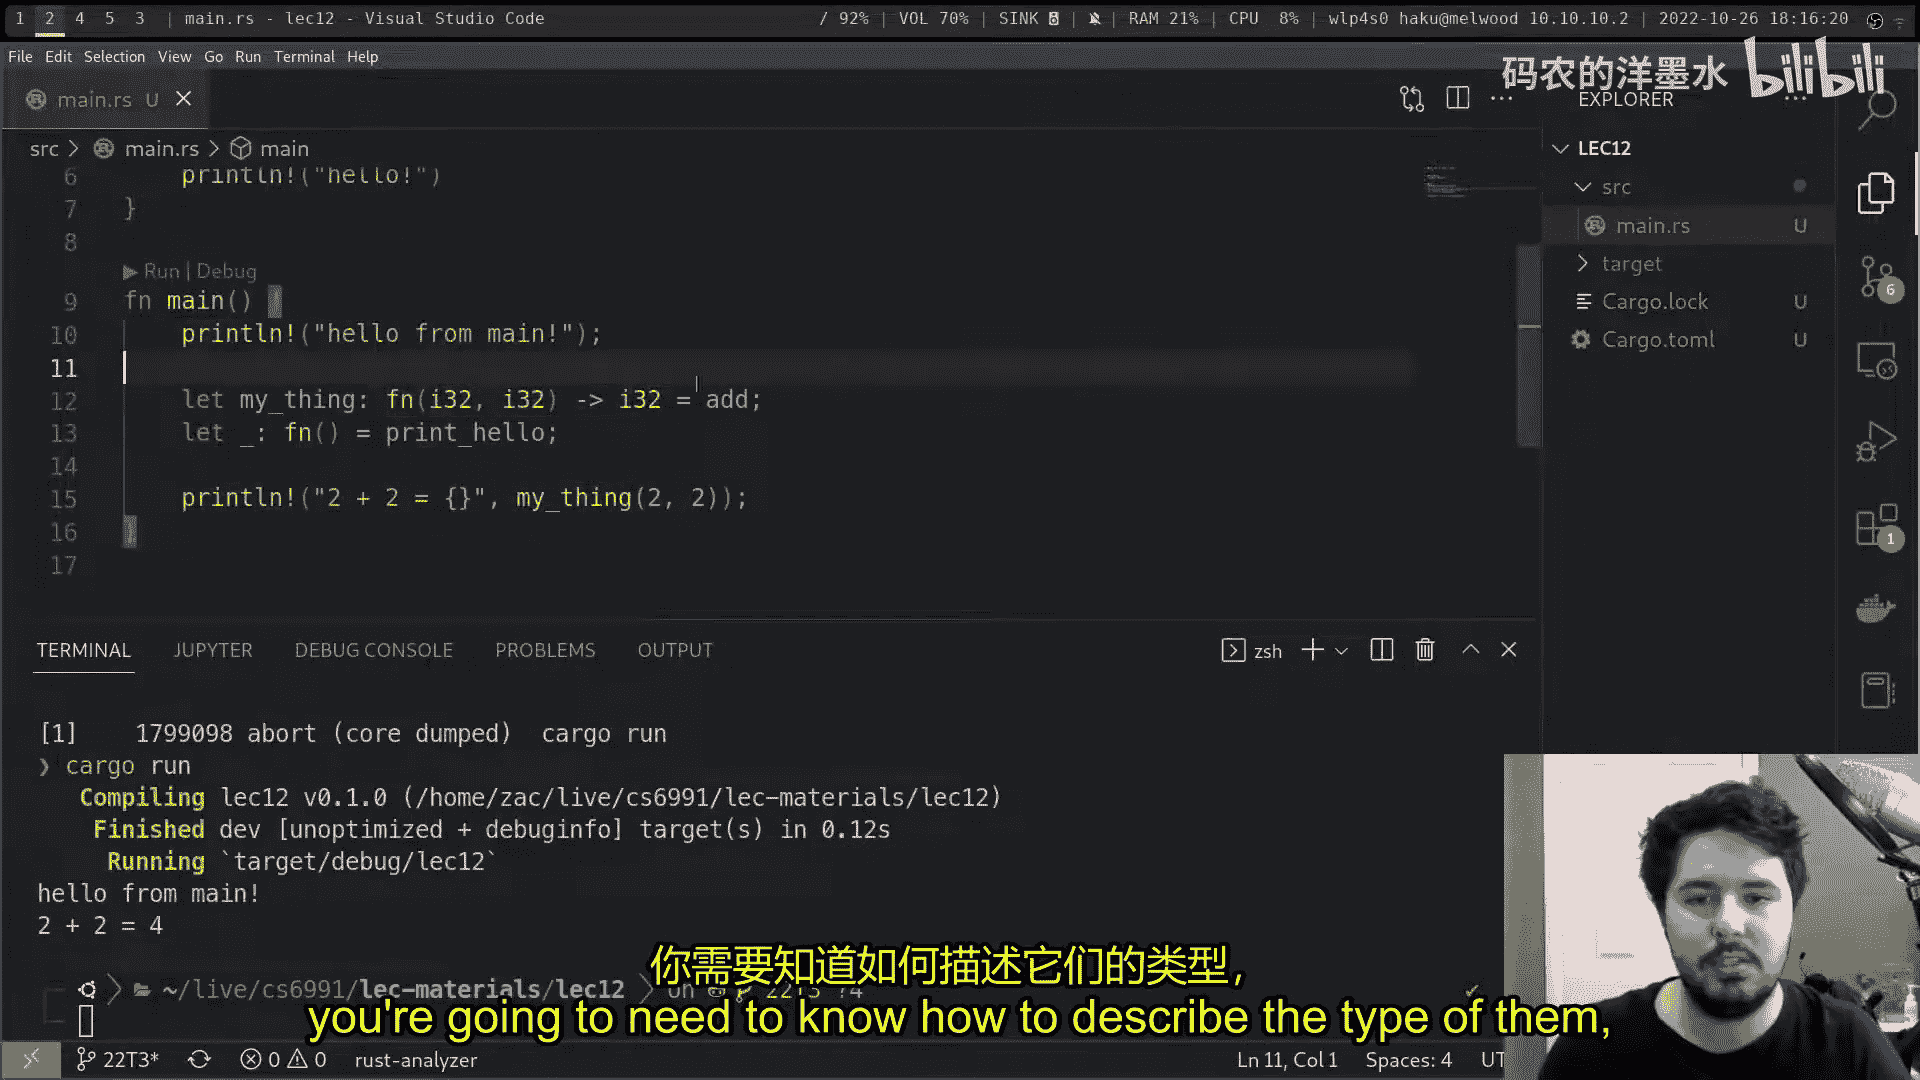 1 2 4 5 3 | main.rs - lec12 - Visual Studio Code
/ 92% | VOL 70% | SINK | | RAM 21% | CPU 8% | wlp4s0 haku@melwood 10.10.10.2 | 2022-10-26 18:16:20
File Edit Selection View Go Run Terminal Help
码农的洋墨水 bilibili
main.rs U
EXPLORER
src > main.rs > main
LEC12
src
main.rs U
target
Cargo.lock U
Cargo.toml U
6
1
6 println!("hello!")
7 }
8
Run | Debug
9 fn main() {
10 println!("hello from main!");
11
12 let my_thing: fn(i32, i32) -> i32 = add;
13 let _: fn() = print_hello;
14
15 println!("2 + 2 = {}", my_thing(2, 2));
16 }
17
TERMINAL JUPYTER DEBUG CONSOLE PROBLEMS OUTPUT
zsh
[1] 1799098 abort (core dumped) cargo run
❯ cargo run
Compiling lec12 v0.1.0 (/home/zac/live/cs6991/lec-materials/lec12)
Finished dev [unoptimized + debuginfo] target(s) in 0.12s
Running `target/debug/lec12`
hello from main!
2 + 2 = 4
~/live/cs6991/lec-materials/lec12 on 22T3 ?4
你需要知道如何描述它们的类型，
you're going to need to know how to describe the type of them,
22T3* 0 0 rust-analyzer
Ln 11, Col 1 Spaces: 4